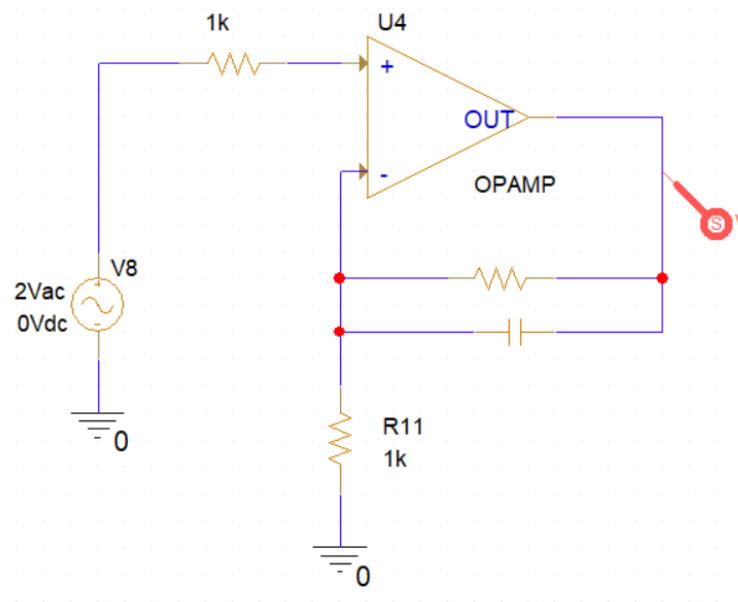 1k
U4
+
OUT
-
OPAMP
S
V8
+
2Vac
0Vdc
-
0
R11
1k
0